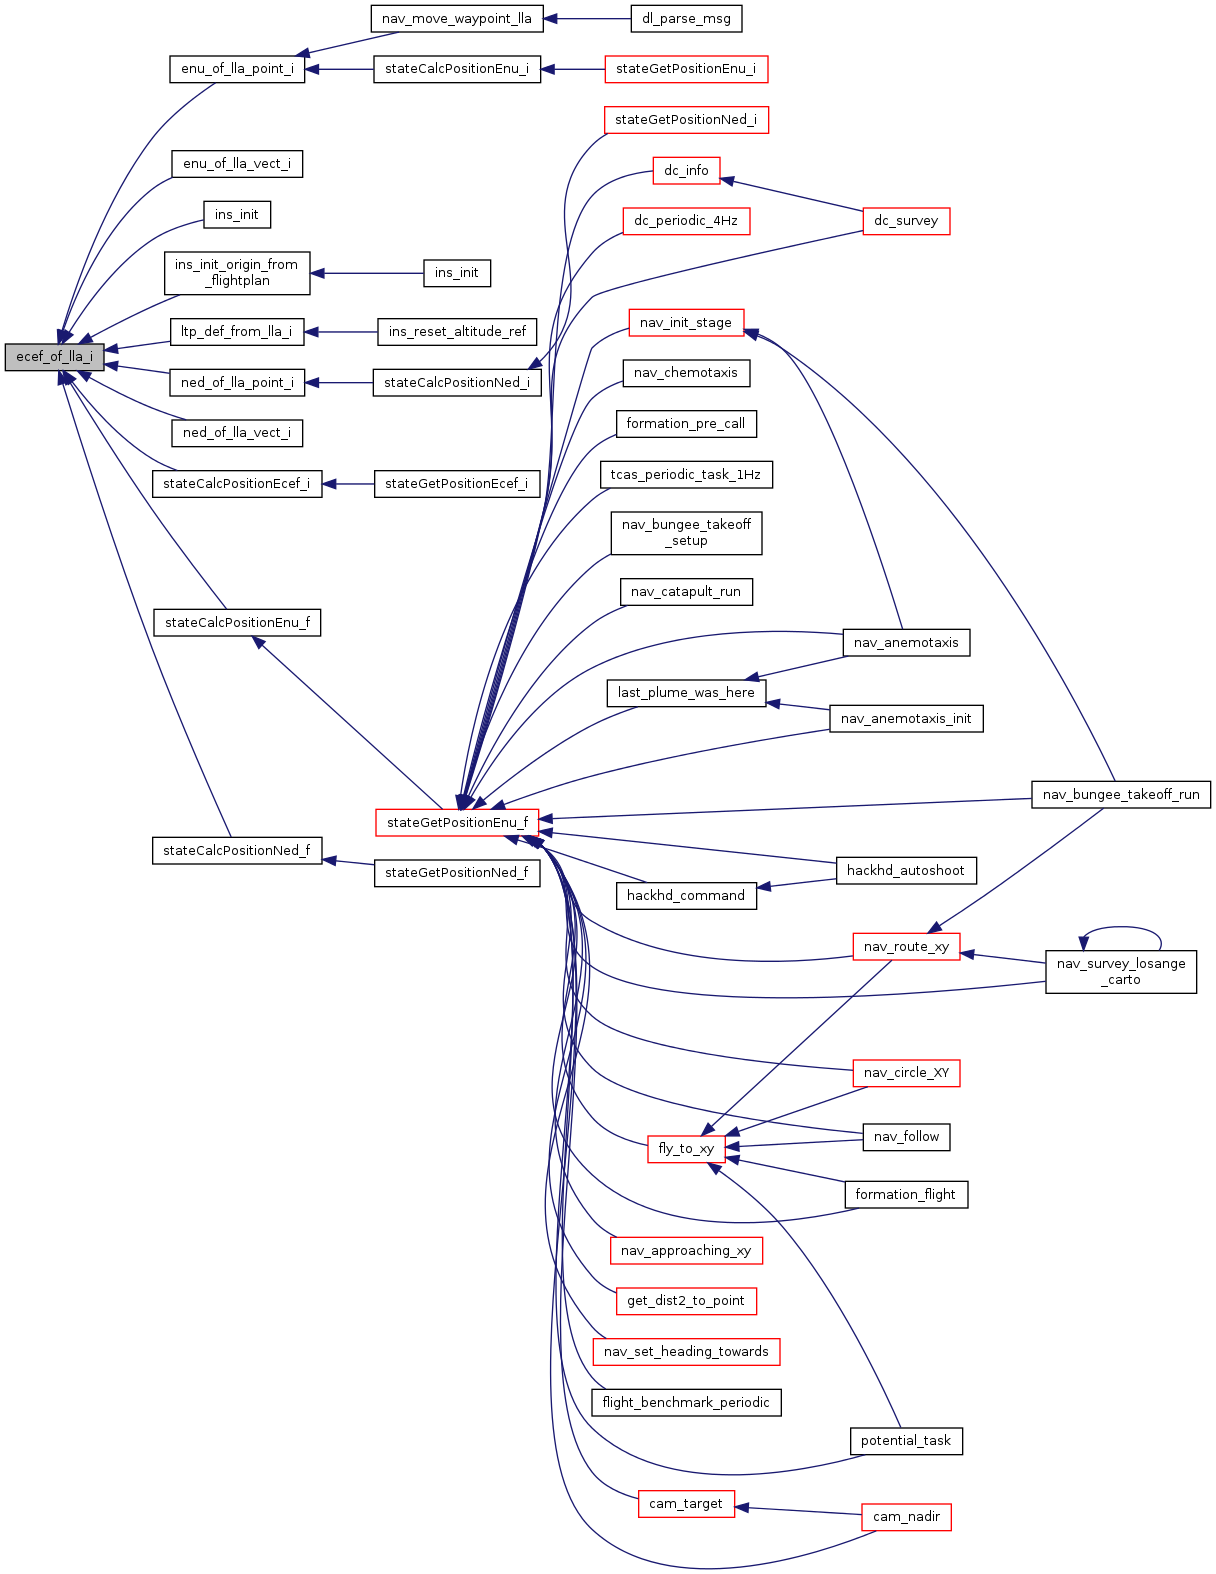 nav_move_waypoint_lla
dl_parse_msg
enu_of_lla_point_i
stateCalcPositionEnu_i
stateGetPositionEnu_i
stateGetPositionNed_i
enu_of_lla_vect_i
dc_info
ins_init
dc_periodic_4Hz
dc_survey
ins_init_origin_from
_flightplan
ins_init
ltp_def_from_lla_i
ins_reset_altitude_ref
nav_init_stage
ecef_of_lla_i
ned_of_lla_point_i
stateCalcPositionNed_i
nav_chemotaxis
ned_of_lla_vect_i
formation_pre_call
stateCalcPositionEcef_i
stateGetPositionEcef_i
tcas_periodic_task_1Hz
nav_bungee_takeoff
_setup
nav_catapult_run
stateCalcPositionEnu_f
nav_anemotaxis
last_plume_was_here
nav_anemotaxis_init
nav_bungee_takeoff_run
stateGetPositionEnu_f
stateCalcPositionNed_f
stateGetPositionNed_f
hackhd_autoshoot
hackhd_command
nav_route_xy
nav_survey_losange
_carto
nav_circle_XY
nav_follow
fly_to_xy
formation_flight
nav_approaching_xy
get_dist2_to_point
nav_set_heading_towards
flight_benchmark_periodic
potential_task
cam_target
cam_nadir